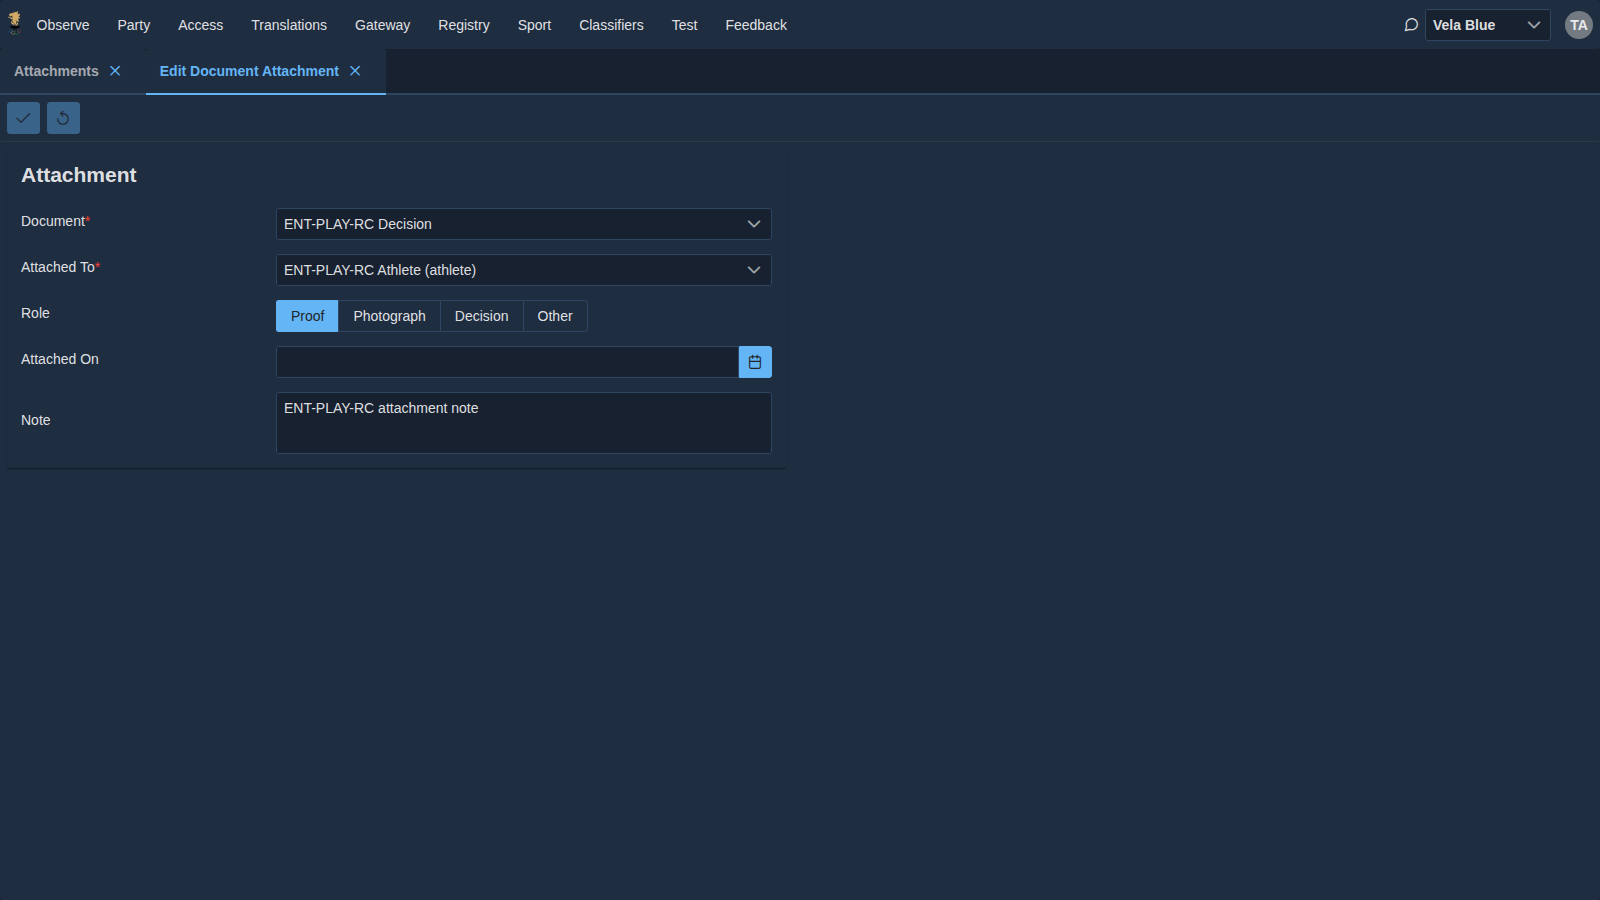 Observe Party Access Translations Gateway Registry Sport Classifiers Test Feedback Vela Blue TA
Attachments Edit Document Attachment
Attachment
Document* ENT-PLAY-RC Decision
Attached To* ENT-PLAY-RC Athlete (athlete)
Role Proof Photograph Decision Other
Attached On
Note ENT-PLAY-RC attachment note